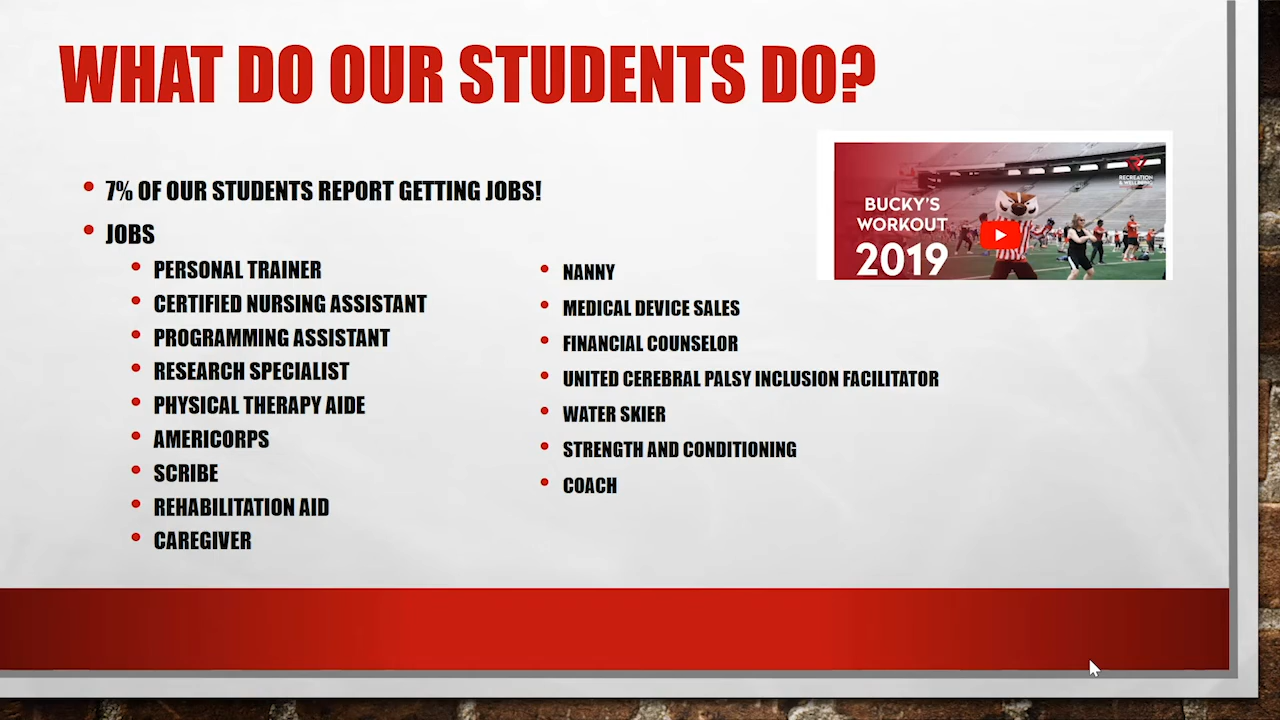 WHAT DO OUR STUDENTS DO?
7% OF OUR STUDENTS REPORT GETTING JOBS!
JOBS
PERSONAL TRAINER
CERTIFIED NURSING ASSISTANT
PROGRAMMING ASSISTANT
RESEARCH SPECIALIST
PHYSICAL THERAPY AIDE
AMERICORPS
SCRIBE
REHABILITATION AID
CAREGIVER
NANNY
MEDICAL DEVICE SALES
FINANCIAL COUNSELOR
UNITED CEREBRAL PALSY INCLUSION FACILITATOR
WATER SKIER
STRENGTH AND CONDITIONING
COACH
BUCKY'S
WORKOUT
2019
RECREATION
& WELLBEING